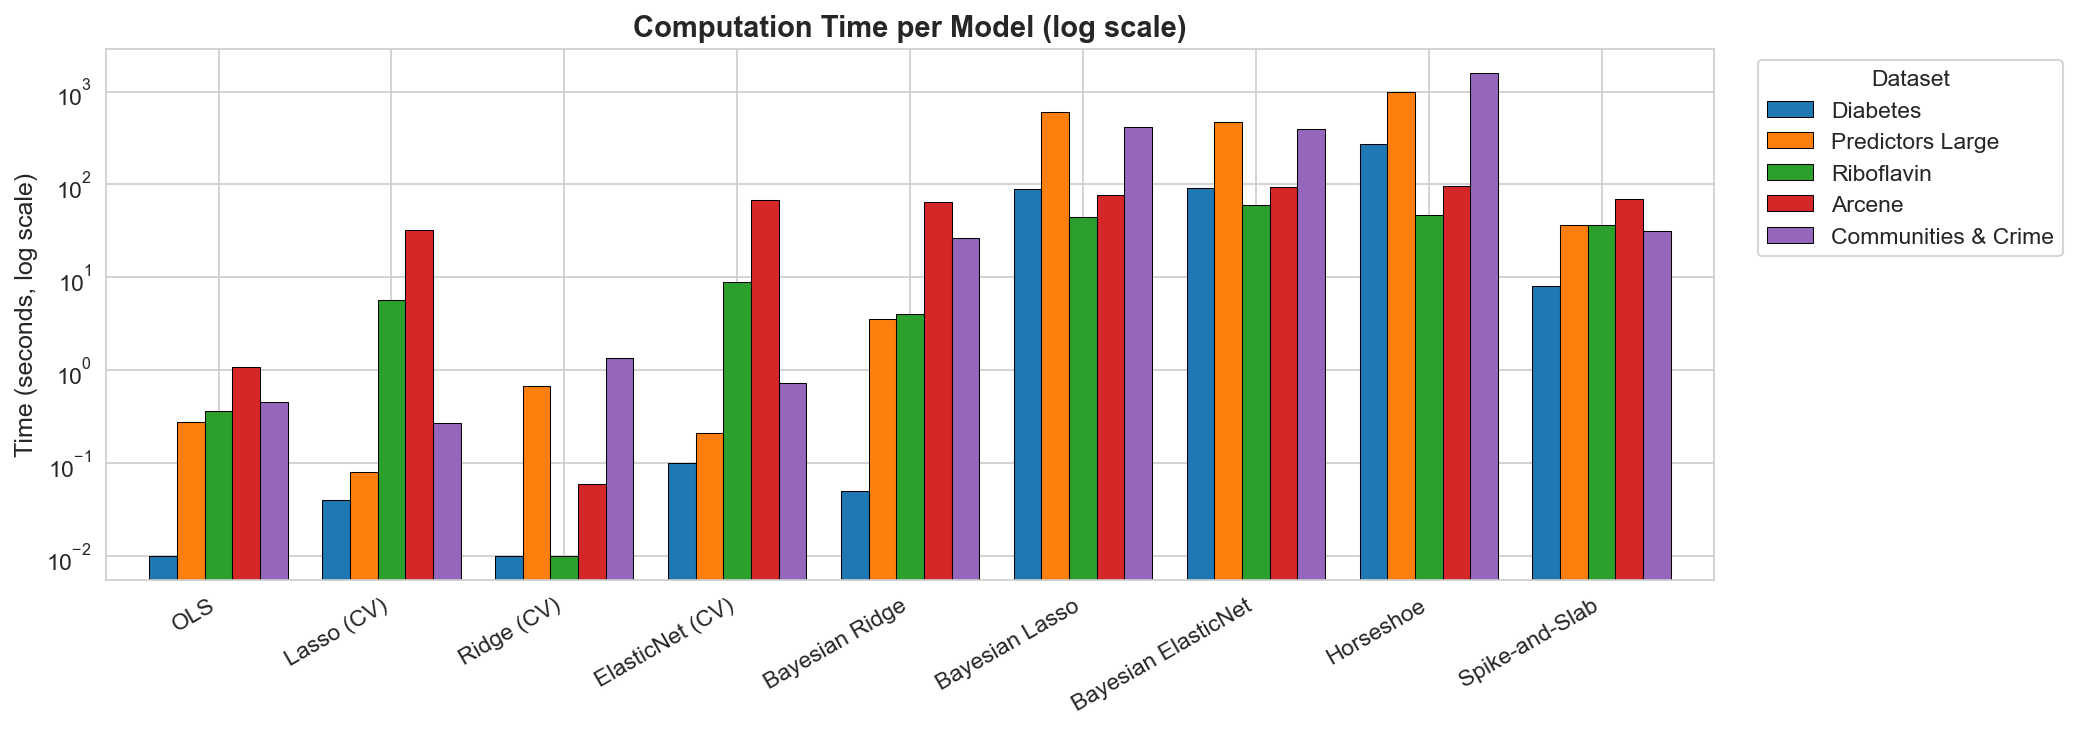 Computation Time per Model (log scale)
Time (seconds, log scale)
10³
10²
10¹
10⁰
10⁻¹
10⁻²
OLS
Lasso (CV)
Ridge (CV)
ElasticNet (CV)
Bayesian Ridge
Bayesian Lasso
Bayesian ElasticNet
Horseshoe
Spike-and-Slab
Dataset
Diabetes
Predictors Large
Riboflavin
Arcene
Communities & Crime